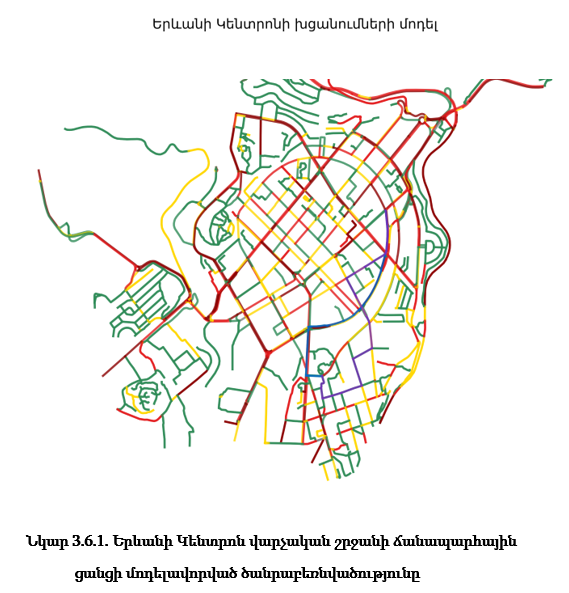 Երևանի Կենտրոնի խցանումների մոդել
Նկար 3.6.1. Երևանի Կենտրոն վարչական շրջանի ճանապարհային
ցանցի մոդելավորված ծանրաբեռնվածությունը